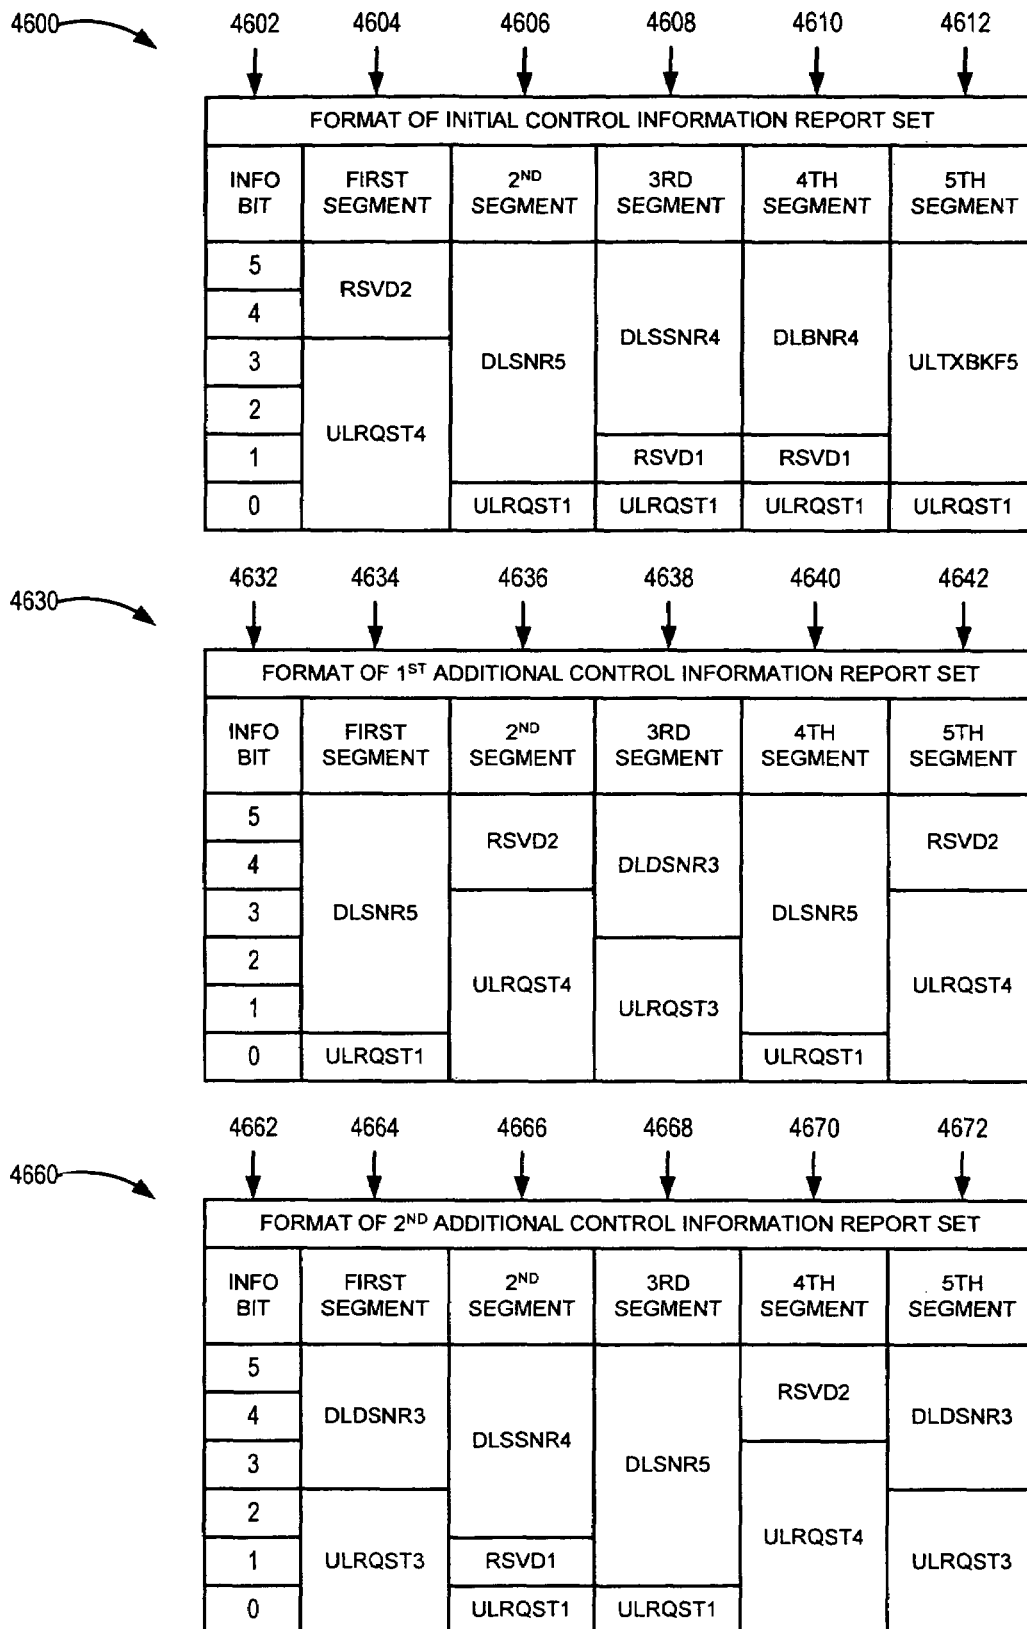 4600 4602 4604 4606 4608 4610 4612
FORMAT OF INITIAL CONTROL INFORMATION REPORT SET
INFO BIT
FIRST SEGMENT
2ND SEGMENT
3RD SEGMENT
4TH SEGMENT
5TH SEGMENT
5
4
3
2
1
0
RSVD2
ULRQST4
DLSNR5
ULRQST1
DLSSNR4
RSVD1
ULRQST1
DLBNR4
RSVD1
ULRQST1
ULTXBKF5
ULRQST1
4630 4632 4634 4636 4638 4640 4642
FORMAT OF 1ST ADDITIONAL CONTROL INFORMATION REPORT SET
INFO BIT
FIRST SEGMENT
2ND SEGMENT
3RD SEGMENT
4TH SEGMENT
5TH SEGMENT
5
4
3
2
1
0
DLSNR5
ULRQST1
RSVD2
ULRQST4
DLDSNR3
ULRQST3
DLSNR5
ULRQST1
RSVD2
ULRQST4
4660 4662 4664 4666 4668 4670 4672
FORMAT OF 2ND ADDITIONAL CONTROL INFORMATION REPORT SET
INFO BIT
FIRST SEGMENT
2ND SEGMENT
3RD SEGMENT
4TH SEGMENT
5TH SEGMENT
5
4
3
2
1
0
DLDSNR3
ULRQST3
DLSSNR4
RSVD1
ULRQST1
DLSNR5
ULRQST1
RSVD2
ULRQST4
DLDSNR3
ULRQST3